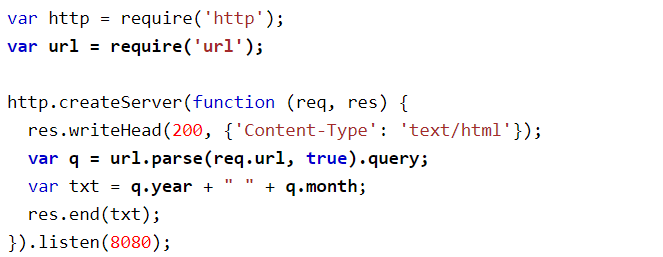 var http = require('http');
var url = require('url');

http.createServer(function (req, res) {
  res.writeHead(200, {'Content-Type': 'text/html'});
  var q = url.parse(req.url, true).query;
  var txt = q.year + " " + q.month;
  res.end(txt);
}).listen(8080);